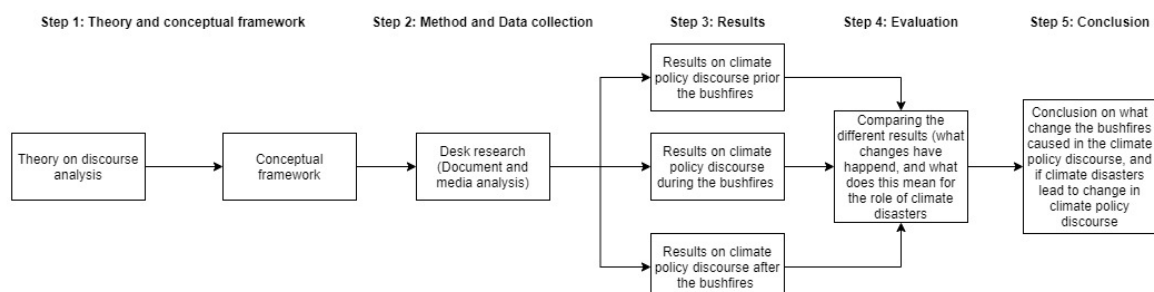 Step 1: Theory and conceptual framework
Step 2: Method and Data collection
Step 3: Results
Step 4: Evaluation
Step 5: Conclusion
Theory on discourse
analysis
Conceptual
framework
Desk research
(Document and
media analysis)
Results on climate
policy discourse prior
the bushfires
Results on climate
policy discourse
during the bushfires
Results on climate
policy discourse after
the bushfires
Comparing the
different results (what
changes have
happend, and what
does this mean for
the role of climate
disasters
Conclusion on what
change the bushfires
caused in the climate
policy discourse, and
if climate disasters
lead to change in
climate policy
discourse